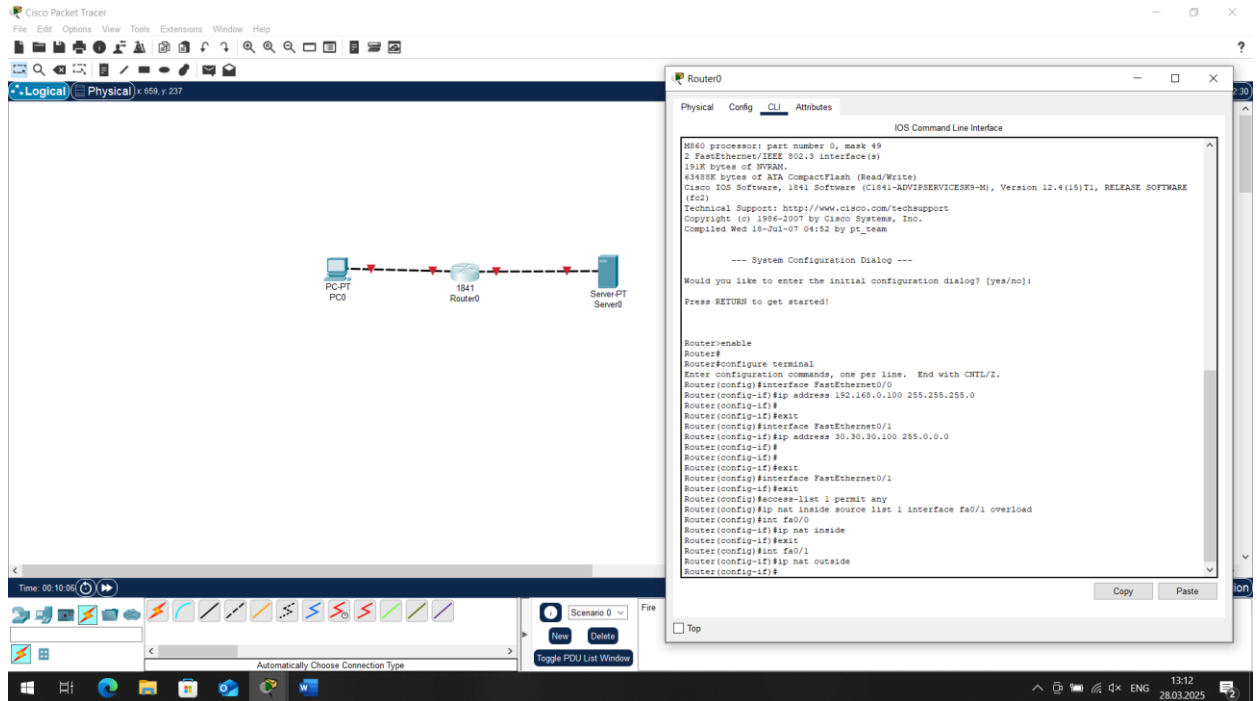 Cisco Packet Tracer
File Edit Options View Tools Extensions Window Help
?
Logical Physical x: 659, y: 237
2:30
PC-PT
PC0
1841
Router0
Server-PT
Server0
Router0
Physical Config CLI Attributes
IOS Command Line Interface
M860 processor: part number 0, mask 49
2 FastEthernet/IEEE 802.3 interface(s)
191K bytes of NVRAM.
63488K bytes of ATA CompactFlash (Read/Write)
Cisco IOS Software, 1841 Software (C1841-ADVIPSERVICESK9-M), Version 12.4(15)T1, RELEASE SOFTWARE
(fc2)
Technical Support: http://www.cisco.com/techsupport
Copyright (c) 1986-2007 by Cisco Systems, Inc.
Compiled Wed 18-Jul-07 04:52 by pt_team
--- System Configuration Dialog ---
Would you like to enter the initial configuration dialog? [yes/no]:
Press RETURN to get started!
Router>enable
Router#
Router#configure terminal
Enter configuration commands, one per line. End with CNTL/Z.
Router(config)#interface FastEthernet0/0
Router(config-if)#ip address 192.168.0.100 255.255.255.0
Router(config-if)#
Router(config-if)#exit
Router(config)#interface FastEthernet0/1
Router(config-if)#ip address 30.30.30.100 255.0.0.0
Router(config-if)#
Router(config-if)#
Router(config-if)#exit
Router(config)#interface FastEthernet0/1
Router(config-if)#exit
Router(config)#access-list 1 permit any
Router(config)#ip nat inside source list 1 interface fa0/1 overload
Router(config)#int fa0/0
Router(config-if)#ip nat inside
Router(config-if)#exit
Router(config)#int fa0/1
Router(config-if)#ip nat outside
Router(config-if)#
Copy Paste
Top
Time: 00:10:06
ion
Scenario 0
Fire
New Delete
Toggle PDU List Window
Automatically Choose Connection Type
ENG
13:12
28.03.2025
2